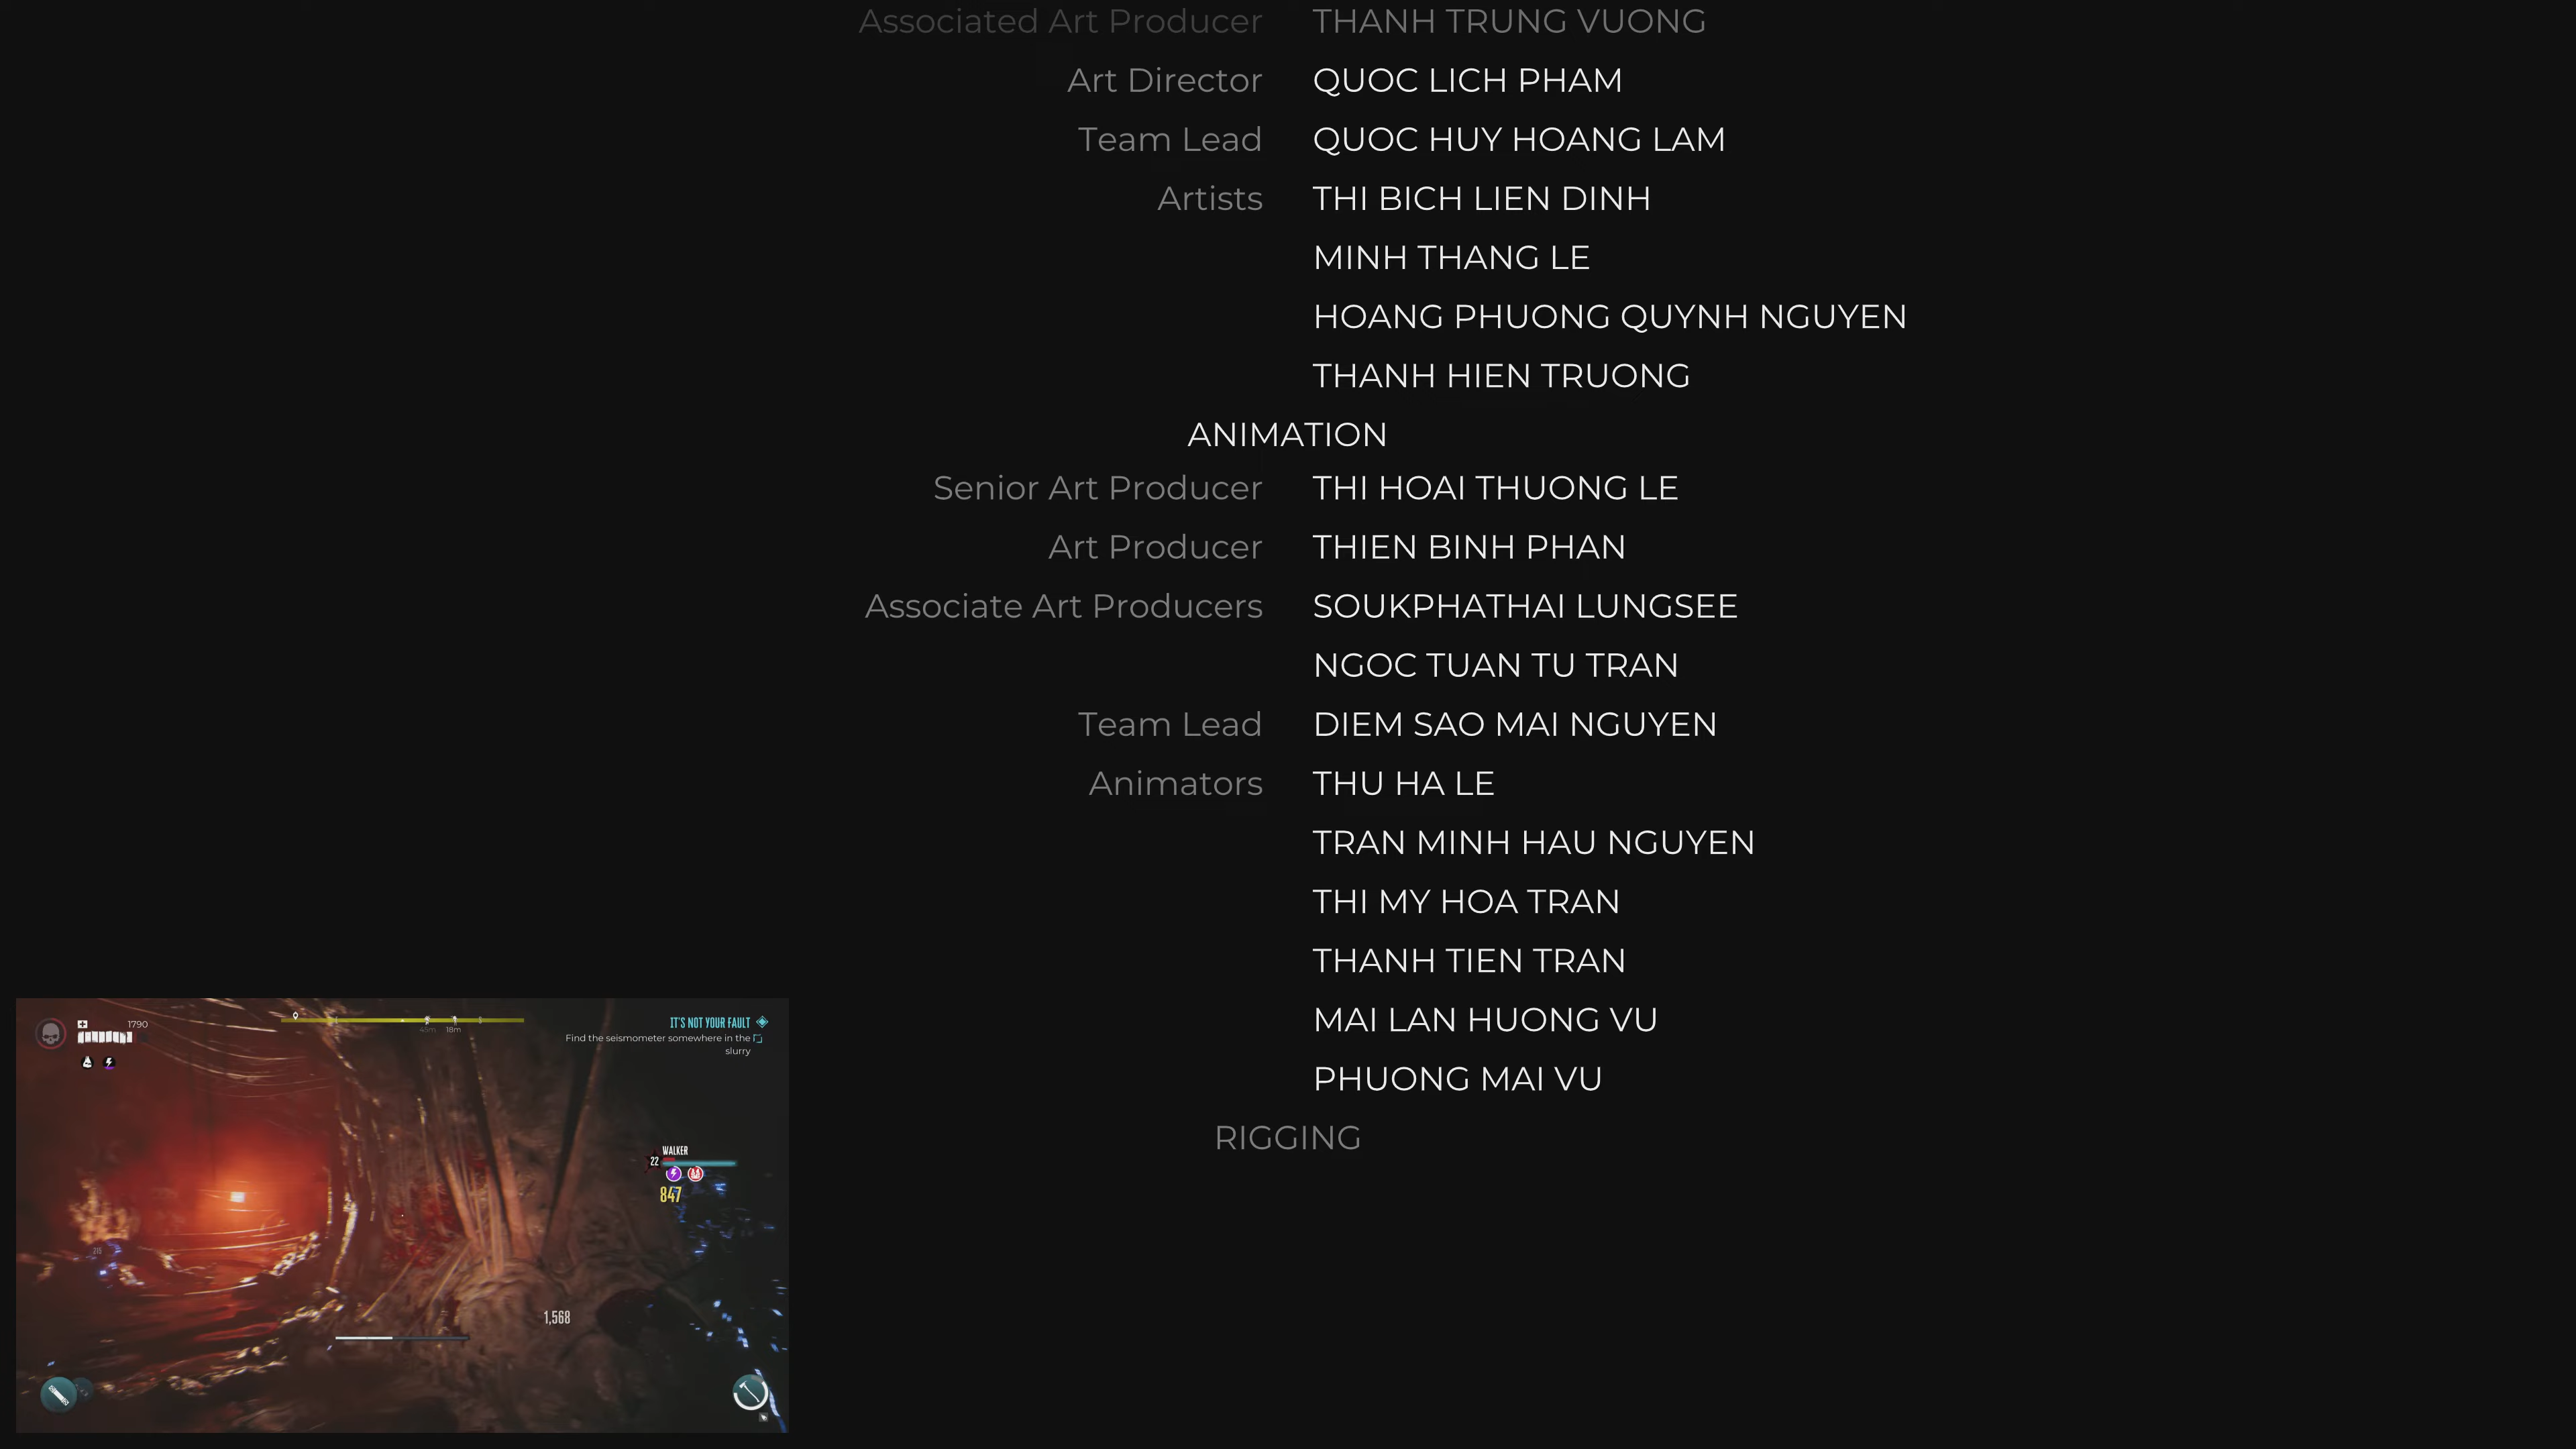 Associated Art Producer THANH TRUNG VUONG
Art Director QUOC LICH PHAM
Team Lead QUOC HUY HOANG LAM
Artists THI BICH LIEN DINH
MINH THANG LE
HOANG PHUONG QUYNH NGUYEN
THANH HIEN TRUONG
ANIMATION
Senior Art Producer THI HOAI THUONG LE
Art Producer THIEN BINH PHAN
Associate Art Producers SOUKPHATHAI LUNGSEE
NGOC TUAN TU TRAN
Team Lead DIEM SAO MAI NGUYEN
Animators THU HA LE
TRAN MINH HAU NGUYEN
THI MY HOA TRAN
THANH TIEN TRAN
MAI LAN HUONG VU
PHUONG MAI VU
RIGGING
1790
18m
IT'S NOT YOUR FAULT
Find the seismometer somewhere in the
slurry
WALKER
22
847
1,568